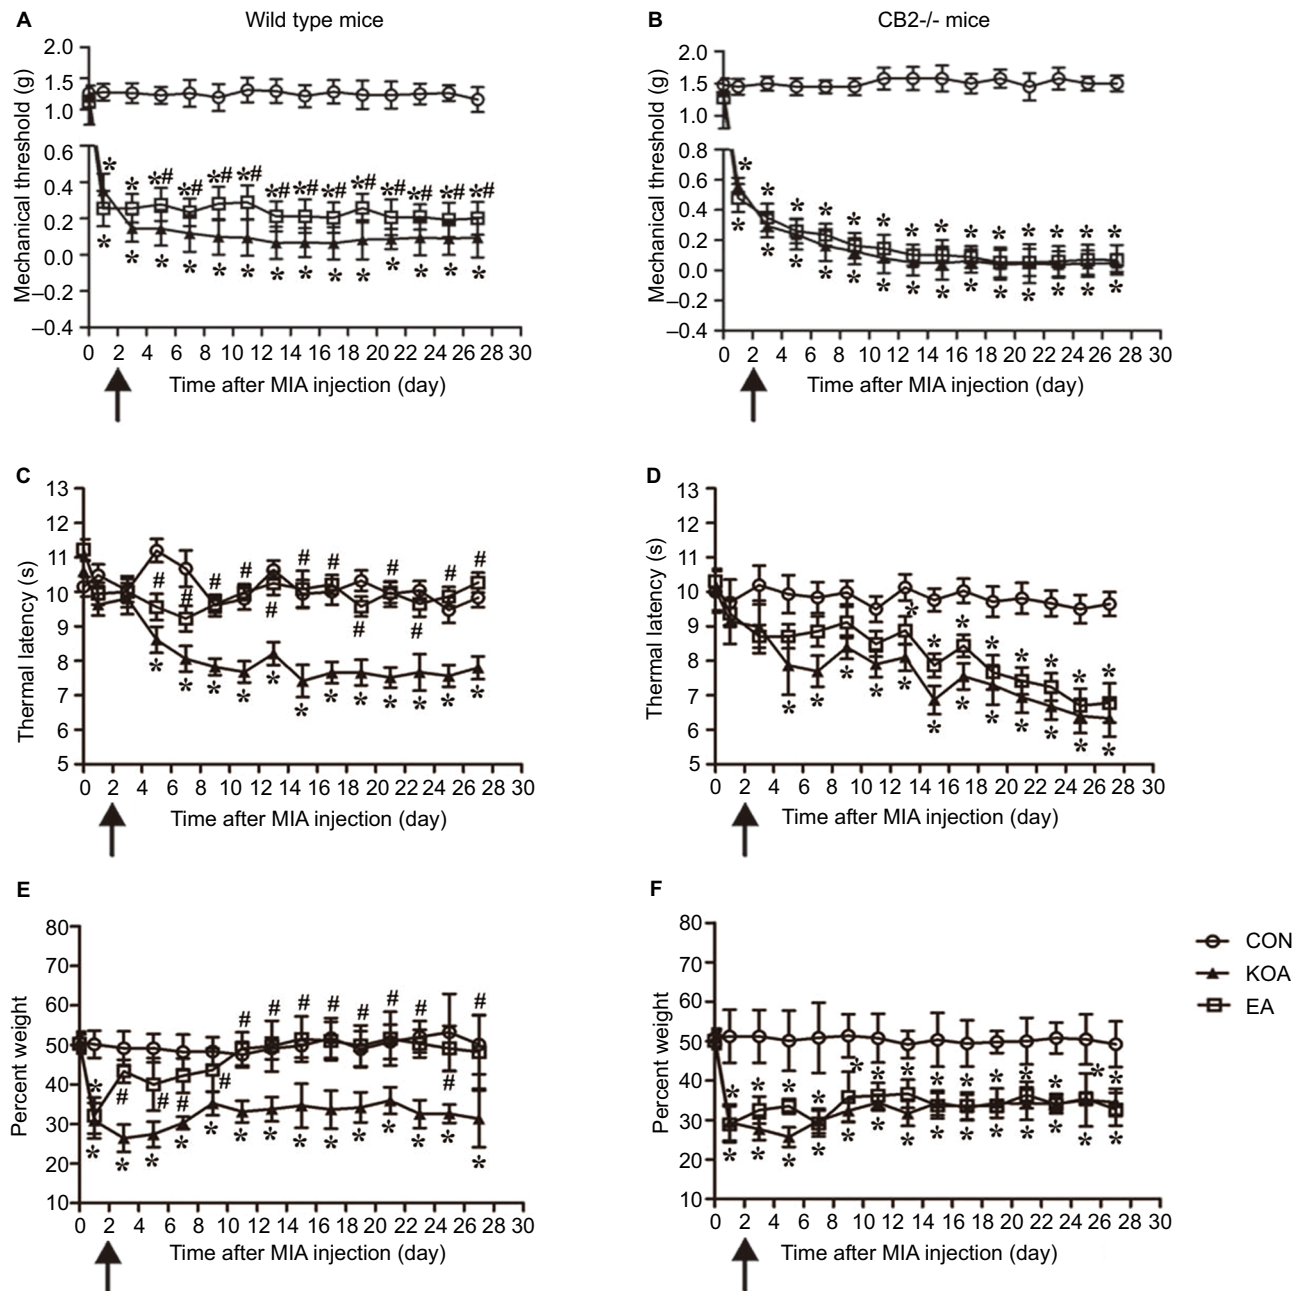 A
Wild type mice
Mechanical threshold (g)
2.0
1.5
1.0
0.6
0.4
0.2
0.0
–0.2
–0.4
* *# *# *# *# *# *# *# *# *# *# *# *#
*
* * * * * * * * * * * * * *
0 2 4 6 8 10 12 14 16 18 20 22 24 26 28 30
Time after MIA injection (day)
B
CB2-/- mice
Mechanical threshold (g)
2.0
1.5
1.0
0.8
0.6
0.4
0.2
0.0
–0.2
–0.4
* * * * * * * * * * * * * *
* * * * * * * * * * * * * *
0 2 4 6 8 10 12 14 16 18 20 22 24 26 28 30
Time after MIA injection (day)
C
Thermal latency (s)
13
12
11
10
9
8
7
6
5
# # # # # # # # # # # #
* * * * * * * * * * * *
0 2 4 6 8 10 12 14 16 18 20 22 24 26 28 30
Time after MIA injection (day)
D
Thermal latency (s)
13
12
11
10
9
8
7
6
5
* * * * * * * *
* * * * * * * * * * * *
0 2 4 6 8 10 12 14 16 18 20 22 24 26 28 30
Time after MIA injection (day)
E
Percent weight
80
70
60
50
40
30
20
10
* # # # # # # # # # # # # #
* * * * * * * * * * * * * *
0 2 4 6 8 10 12 14 16 18 20 22 24 26 28 30
Time after MIA injection (day)
F
Percent weight
80
70
60
50
40
30
20
10
* * * * * * * * * * * * * *
* * * * * * * * * * * * * *
0 2 4 6 8 10 12 14 16 18 20 22 24 26 28 30
Time after MIA injection (day)
CON
KOA
EA